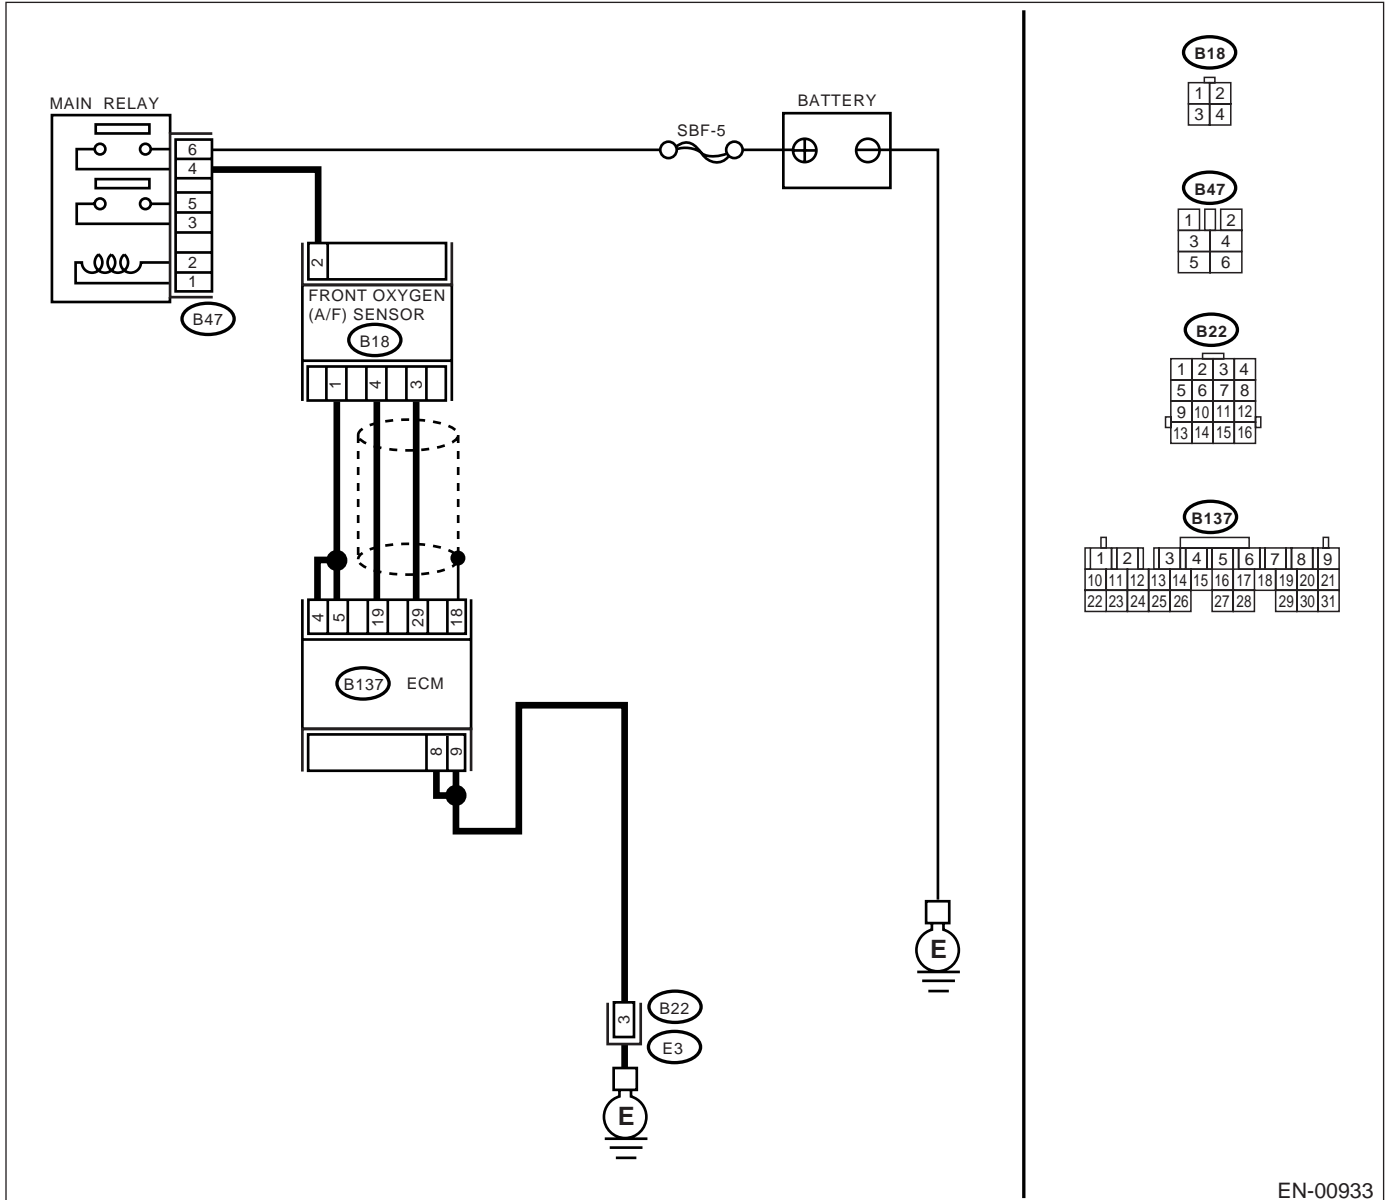 MAIN RELAY
6
4
5
3
2
1
B47
SBF-5
BATTERY
2
FRONT OXYGEN
(A/F) SENSOR
B18
1 4 3
4 5 19 29 18
B137 ECM
8 9
3
B22
E3
E
E
B18
1 2
3 4
B47
1 2
3 4
5 6
B22
1 2 3 4
5 6 7 8
9 10 11 12
13 14 15 16
B137
1 2 3 4 5 6 7 8 9
10 11 12 13 14 15 16 17 18 19 20 21
22 23 24 25 26 27 28 29 30 31
EN-00933